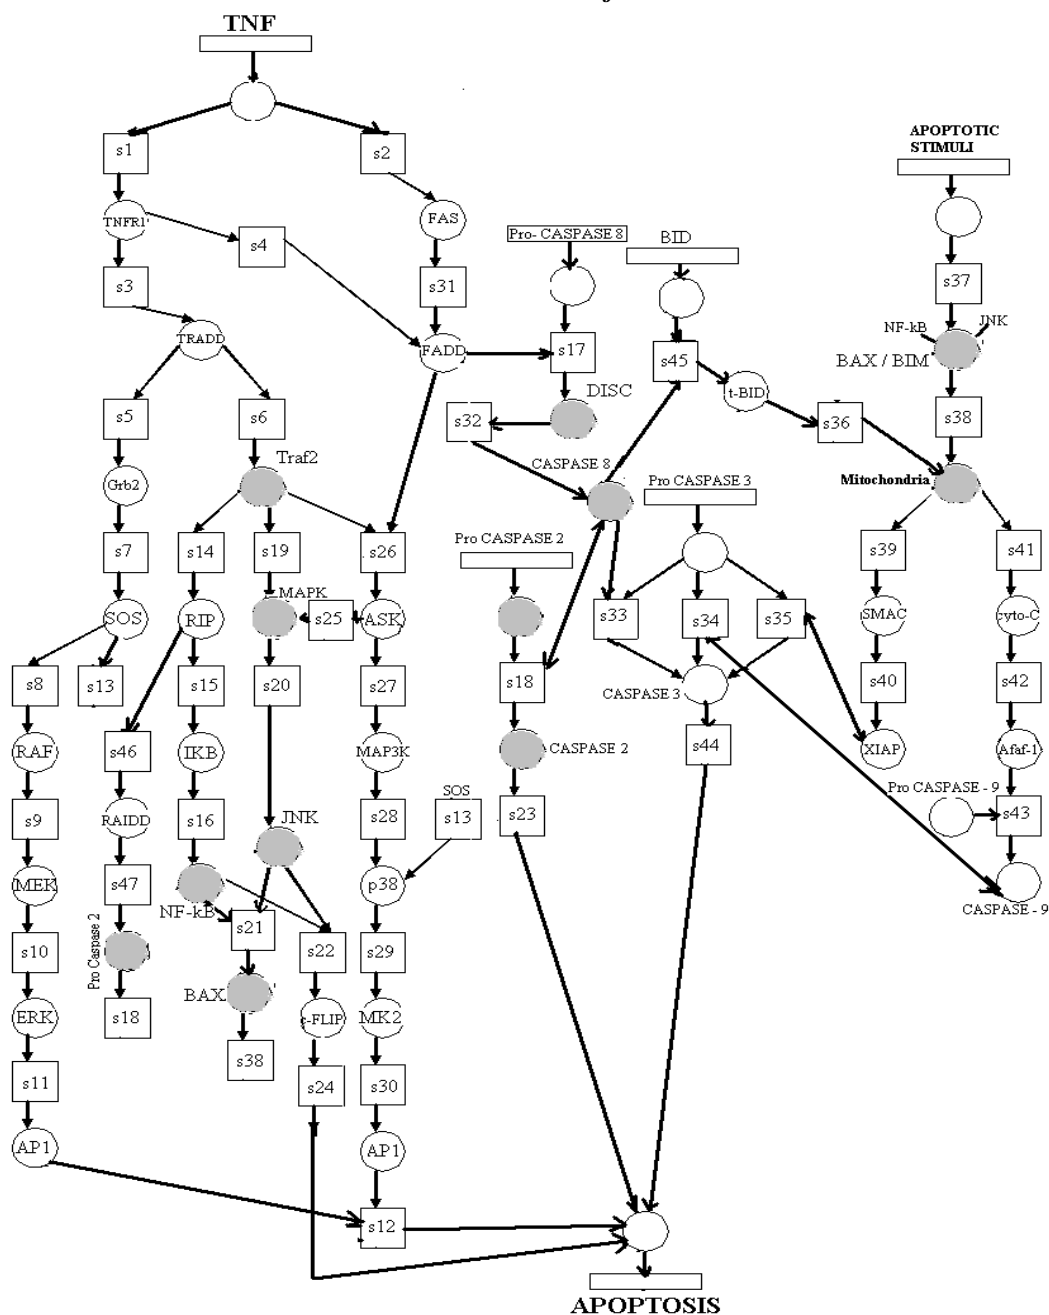 TNF
APOPTOTIC
STIMULI
s1
s2
TNFR1
FAS
s4
Pro- CASPASE 8
BID
s3
s31
s37
NF-kB
JNK
TRADD
FADD
s17
s45
BAX / BIM
t-BID
DISC
s5
s6
s32
s36
s38
Traf2
CASPASE 8
Grb2
Pro CASPASE 3
Mitochondria
s7
s14
s19
s26
Pro CASPASE 2
s39
s41
MAPK
SOS
RIP
s25
ASK
s33
s34
s35
SMAC
cyto-C
s8
s13
s15
s20
s27
s18
CASPASE 3
s40
s42
RAF
s46
IKB
MAP3K
CASPASE 2
s44
XIAP
Afaf-1
SOS
Pro CASPASE - 9
s9
RAIDD
s16
JNK
s28
s13
s23
s43
MEK
s47
NF-kB
p38
CASPASE - 9
Pro Caspase 2
s21
s10
s22
s29
BAX
ERK
s18
c-FLIP
MK2
s38
s11
s24
s30
AP1
AP1
s12
APOPTOSIS